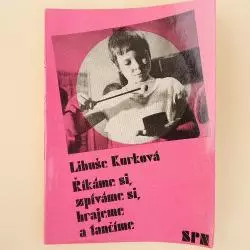 Libuše Kurková
Říkáme si,
zpíváme si,
hrajeme
a tančíme
SPN